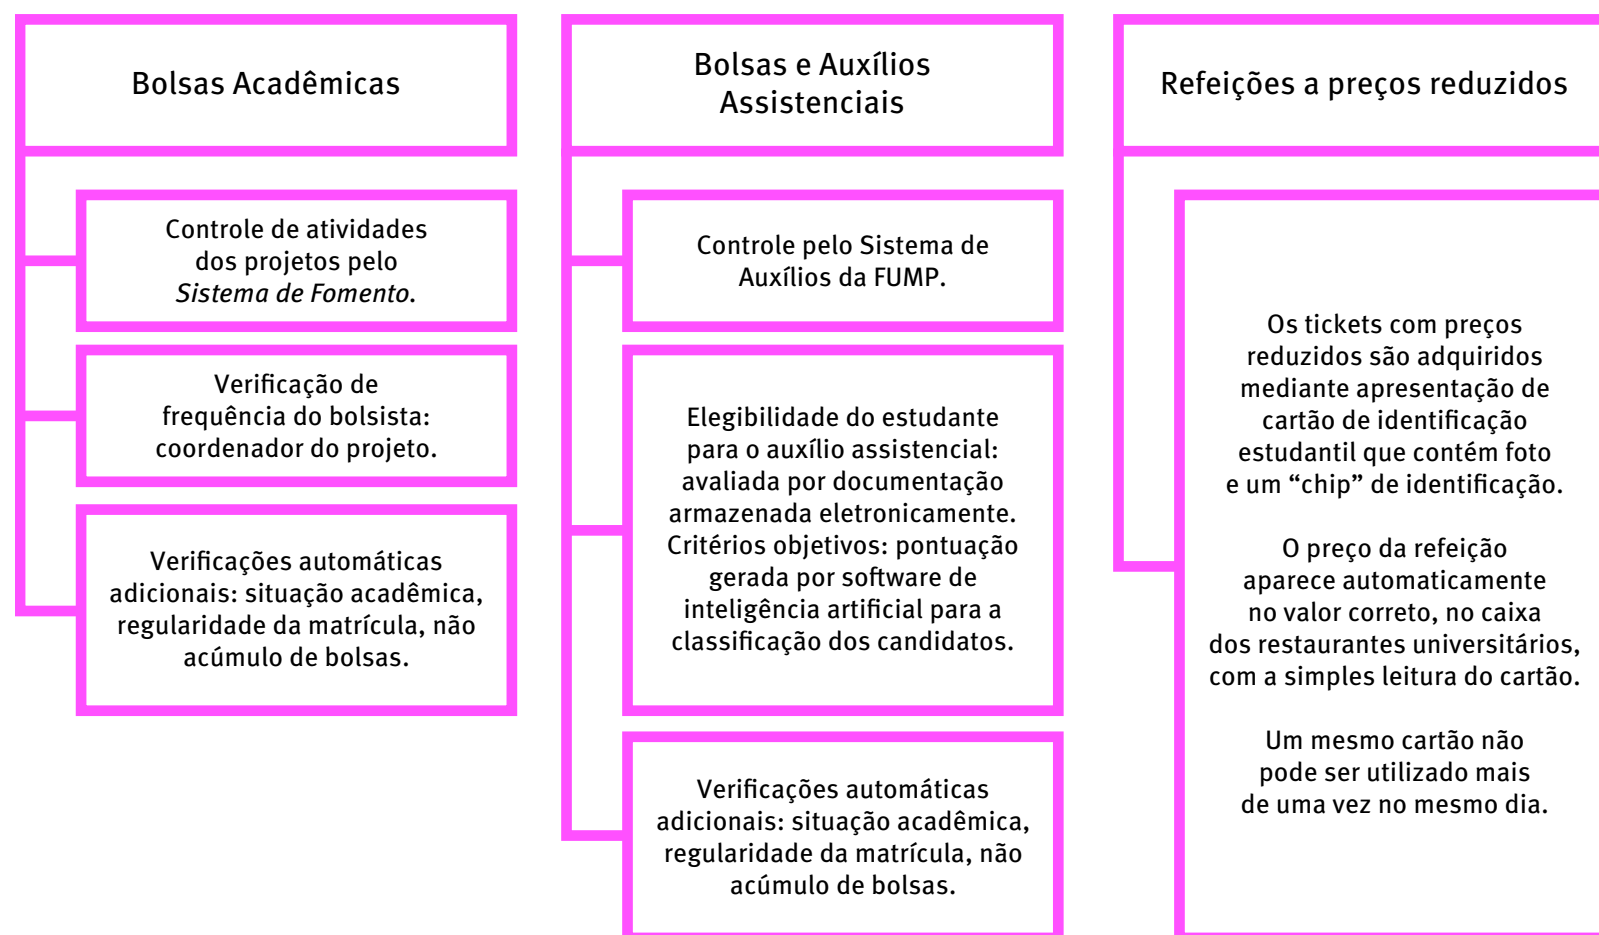 Bolsas Acadêmicas
Controle de atividades
dos projetos pelo
Sistema de Fomento.
Verificação de
frequência do bolsista:
coordenador do projeto.
Verificações automáticas
adicionais: situação acadêmica,
regularidade da matrícula, não
acúmulo de bolsas.
Bolsas e Auxílios
Assistenciais
Controle pelo Sistema de
Auxílios da FUMP.
Elegibilidade do estudante
para o auxílio assistencial:
avaliada por documentação
armazenada eletronicamente.
Critérios objetivos: pontuação
gerada por software de
inteligência artificial para a
classificação dos candidatos.
Verificações automáticas
adicionais: situação acadêmica,
regularidade da matrícula, não
acúmulo de bolsas.
Refeições a preços reduzidos
Os tickets com preços
reduzidos são adquiridos
mediante apresentação de
cartão de identificação
estudantil que contém foto
e um “chip” de identificação.
O preço da refeição
aparece automaticamente
no valor correto, no caixa
dos restaurantes universitários,
com a simples leitura do cartão.
Um mesmo cartão não
pode ser utilizado mais
de uma vez no mesmo dia.